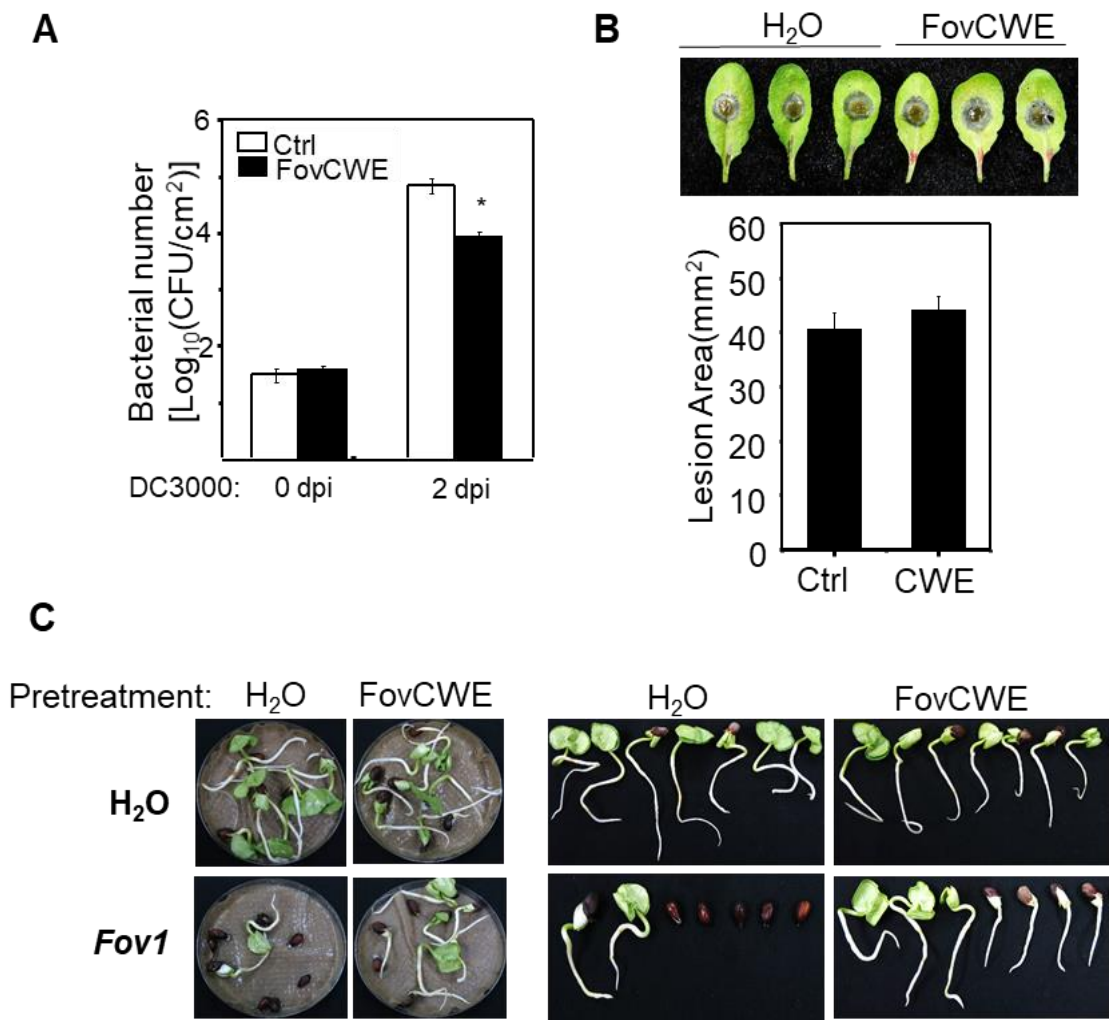 A
Bacterial number
[Log₁₀(CFU/cm²)]
6
4
2
Ctrl
FovCWE
*
DC3000: 0 dpi 2 dpi
B
H₂O FovCWE
Lesion Area(mm²)
60
50
40
30
20
10
0
Ctrl CWE
C
Pretreatment: H₂O FovCWE H₂O FovCWE
H₂O
Fov1